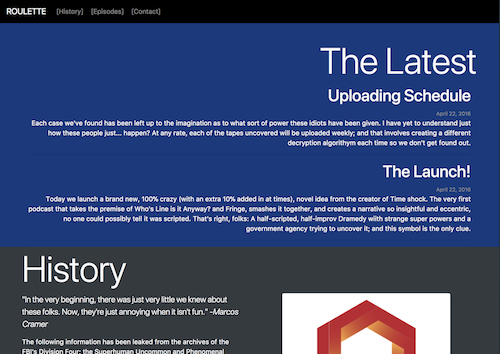 ROULETTE [History] [Episodes] [Contact]
The Latest
Uploading Schedule
April 22, 2016
Each case we've found has been left up to the imagination as to what sort of power these idiots have been given. I have yet to understand just
how these people just... happen? At any rate, each of the tapes uncovered will be uploaded weekly; and that involves creating a different
decryption algorithym each time so we don't get found out.
The Launch!
April 22, 2016
Today we launch a brand new, 100% crazy (with an extra 10% added in at times), novel idea from the creator of Time shock. The very first
podcast that takes the premise of Who's Line is it Anyway? and Fringe, smashes it together, and creates a narrative so insightful and eccentric,
no one could possibly tell it was scripted. That's right, folks: A half-scripted, half-improv Dramedy wiith strange super powers and a
government agency trying to uncover it; and this symbol is the only clue.
History
"In the very beginning, there was just very little we knew about
these folks. Now, they're just annoying when it isn't fun." -Marcos
Cramer
The following information has been leaked from the archives of the
FBI's Division Four: the Superhuman Uncommon and Phenomenal